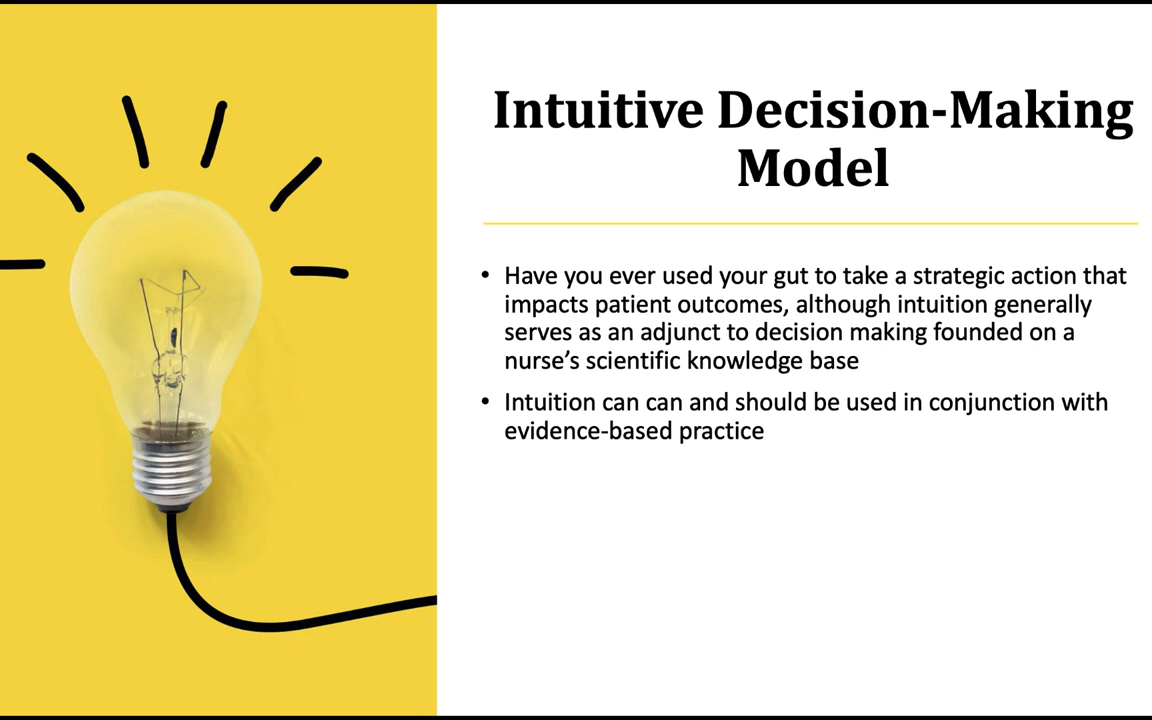 Intuitive Decision-Making
Model
• Have you ever used your gut to take a strategic action that
impacts patient outcomes, although intuition generally
serves as an adjunct to decision making founded on a
nurse’s scientific knowledge base
• Intuition can can and should be used in conjunction with
evidence-based practice